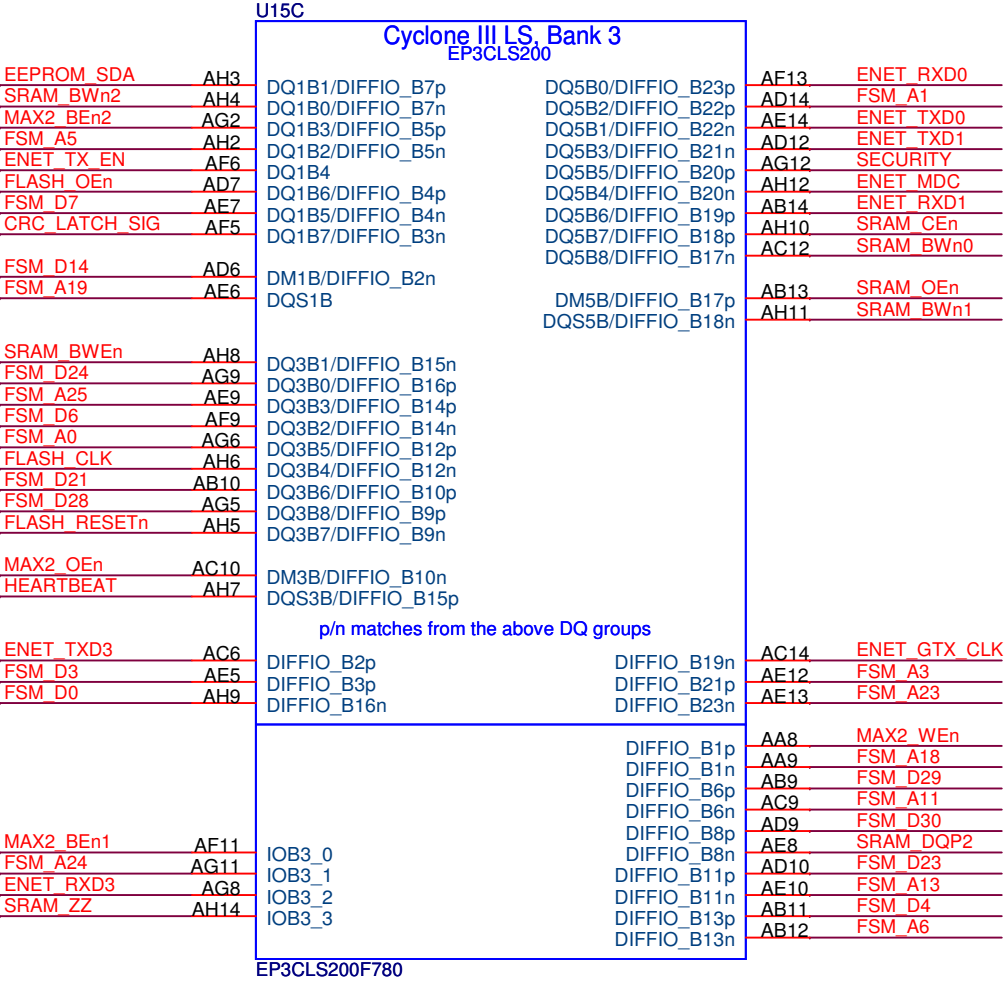 U15C
Cyclone III LS, Bank 3
EP3CLS200
EEPROM_SDA AH3 DQ1B1/DIFFIO_B7p DQ5B0/DIFFIO_B23p AF13 ENET_RXD0
SRAM_BWn2 AH4 DQ1B0/DIFFIO_B7n DQ5B2/DIFFIO_B22p AD14 FSM_A1
MAX2_BEn2 AG2 DQ1B3/DIFFIO_B5p DQ5B1/DIFFIO_B22n AE14 ENET_TXD0
FSM_A5 AH2 DQ1B2/DIFFIO_B5n DQ5B3/DIFFIO_B21n AD12 ENET_TXD1
ENET_TX_EN AF6 DQ1B4 DQ5B5/DIFFIO_B20p AG12 SECURITY
FLASH_OEn AD7 DQ1B6/DIFFIO_B4p DQ5B4/DIFFIO_B20n AH12 ENET_MDC
FSM_D7 AE7 DQ1B5/DIFFIO_B4n DQ5B6/DIFFIO_B19p AB14 ENET_RXD1
CRC_LATCH_SIG AF5 DQ1B7/DIFFIO_B3n DQ5B7/DIFFIO_B18p AH10 SRAM_CEn
DQ5B8/DIFFIO_B17n AC12 SRAM_BWn0
FSM_D14 AD6 DM1B/DIFFIO_B2n
FSM_A19 AE6 DQS1B DM5B/DIFFIO_B17p AB13 SRAM_OEn
DQS5B/DIFFIO_B18n AH11 SRAM_BWn1
SRAM_BWEn AH8 DQ3B1/DIFFIO_B15n
FSM_D24 AG9 DQ3B0/DIFFIO_B16p
FSM_A25 AE9 DQ3B3/DIFFIO_B14p
FSM_D6 AF9 DQ3B2/DIFFIO_B14n
FSM_A0 AG6 DQ3B5/DIFFIO_B12p
FLASH_CLK AH6 DQ3B4/DIFFIO_B12n
FSM_D21 AB10 DQ3B6/DIFFIO_B10p
FSM_D28 AG5 DQ3B8/DIFFIO_B9p
FLASH_RESETn AH5 DQ3B7/DIFFIO_B9n
MAX2_OEn AC10 DM3B/DIFFIO_B10n
HEARTBEAT AH7 DQS3B/DIFFIO_B15p
p/n matches from the above DQ groups
ENET_TXD3 AC6 DIFFIO_B2p DIFFIO_B19n AC14 ENET_GTX_CLK
FSM_D3 AE5 DIFFIO_B3p DIFFIO_B21p AE12 FSM_A3
FSM_D0 AH9 DIFFIO_B16n DIFFIO_B23n AE13 FSM_A23
DIFFIO_B1p AA8 MAX2_WEn
DIFFIO_B1n AA9 FSM_A18
DIFFIO_B6p AB9 FSM_D29
DIFFIO_B6n AC9 FSM_A11
DIFFIO_B8p AD9 FSM_D30
MAX2_BEn1 AF11 IOB3_0 DIFFIO_B8n AE8 SRAM_DQP2
FSM_A24 AG11 IOB3_1 DIFFIO_B11p AD10 FSM_D23
ENET_RXD3 AG8 IOB3_2 DIFFIO_B11n AE10 FSM_A13
SRAM_ZZ AH14 IOB3_3 DIFFIO_B13p AB11 FSM_D4
DIFFIO_B13n AB12 FSM_A6
EP3CLS200F780